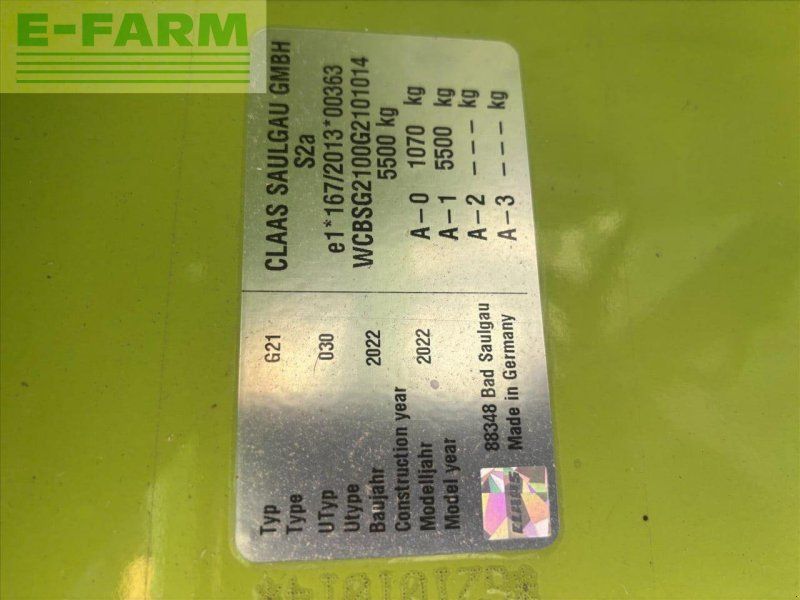 E-FARM
CLAAS SAULGAU GMBH
S2a
e1*167/2013*00363
WCBSG2100G2101014
5500 kg
A-0 1070 kg
A-1 5500 kg
A-2 --- kg
A-3 --- kg
Typ
Type G21
UTyp
Utype 030
Baujahr
Construction year 2022
Modelljahr
Model year 2022
88348 Bad Saulgau
Made in Germany
CLAAS